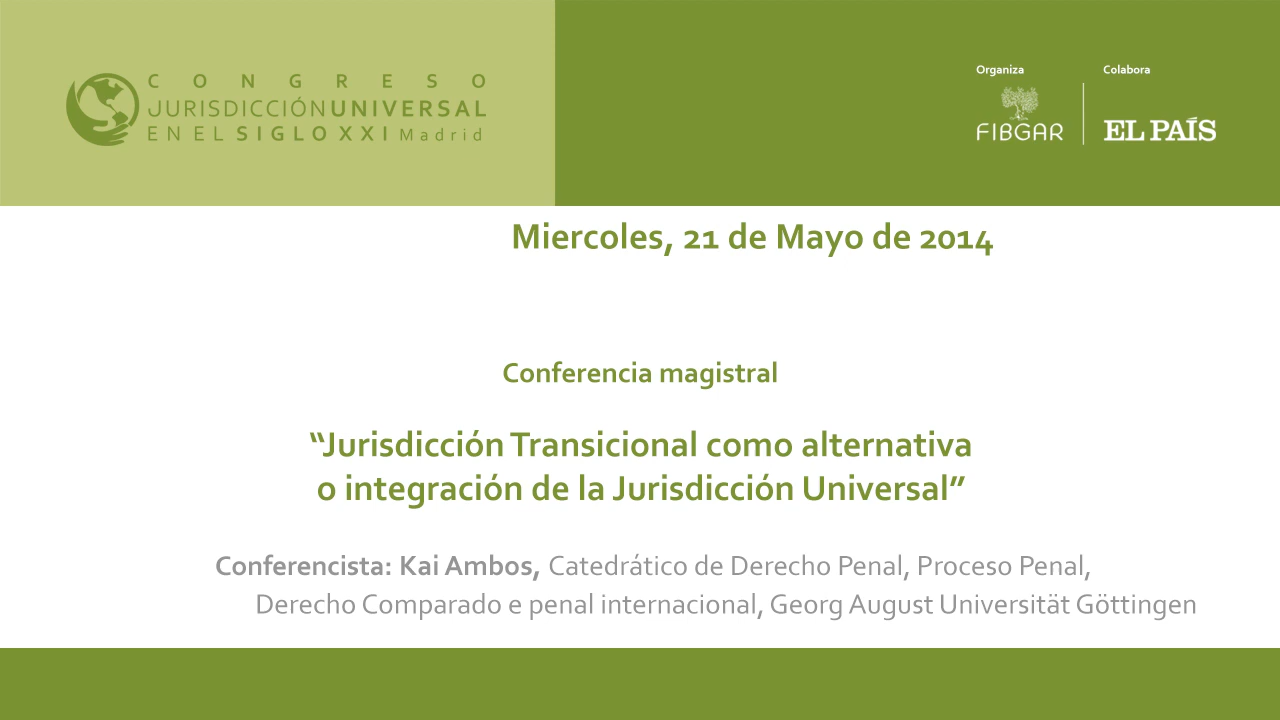 CONGRESO
JURISDICCIÓN UNIVERSAL
EN EL SIGLO XXI Madrid
Organiza
FIBGAR
Colabora
EL PAÍS
Miercoles, 21 de Mayo de 2014
Conferencia magistral
“Jurisdicción Transicional como alternativa
o integración de la Jurisdicción Universal”
Conferencista: Kai Ambos, Catedrático de Derecho Penal, Proceso Penal,
Derecho Comparado e penal internacional, Georg August Universität Göttingen